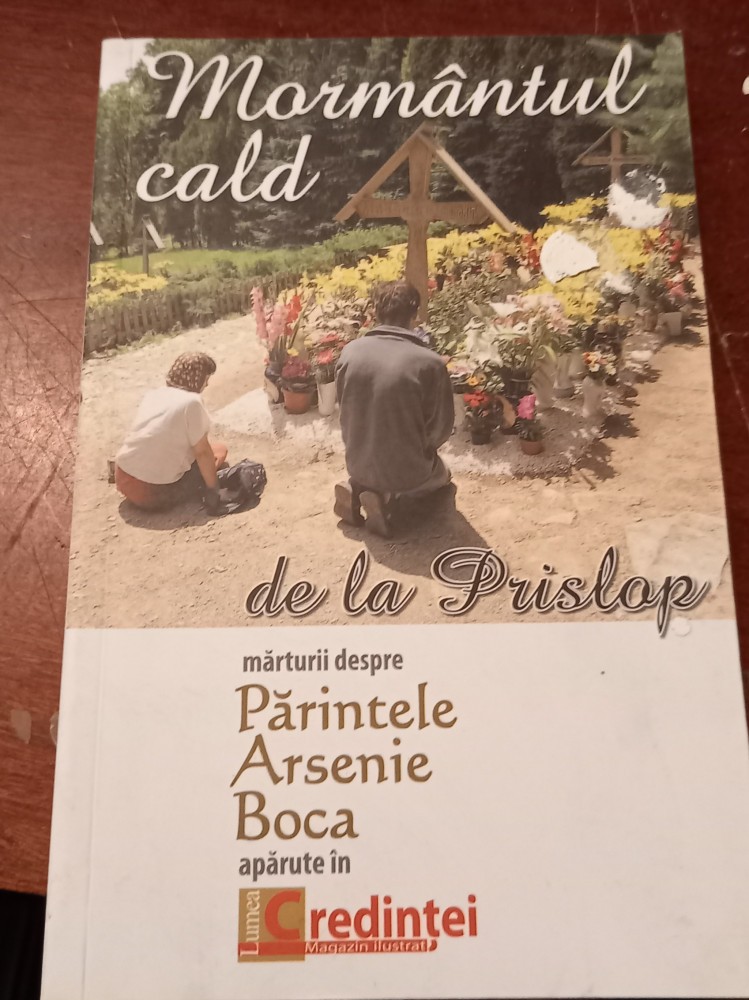 Mormântul
cald
de la Prislop
mărturii despre
Părintele
Arsenie
Boca
apărute în
Lumea
Credinței
Magazin ilustrat